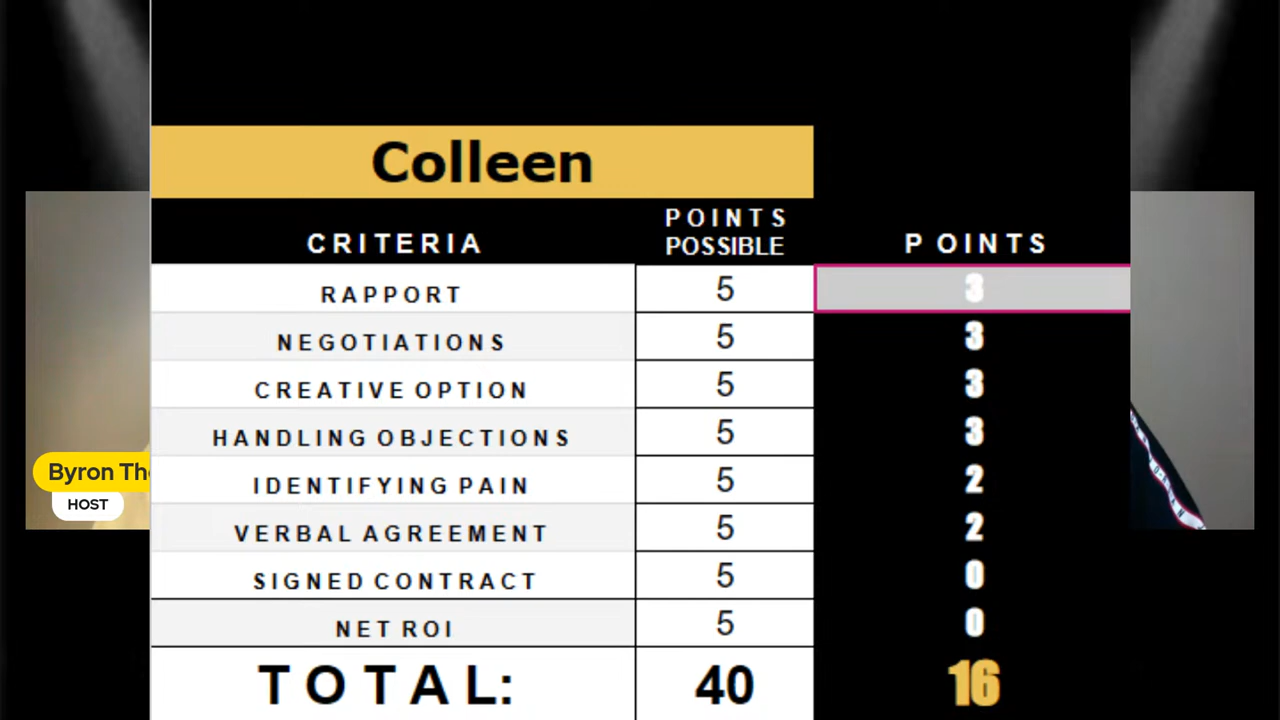 Colleen
CRITERIA
POINTS
POSSIBLE
POINTS
RAPPORT 5 3
NEGOTIATIONS 5 3
CREATIVE OPTION 5 3
HANDLING OBJECTIONS 5 3
IDENTIFYING PAIN 5 2
VERBAL AGREEMENT 5 2
SIGNED CONTRACT 5 0
NET ROI 5 0
TOTAL: 40 16
Byron
HOST